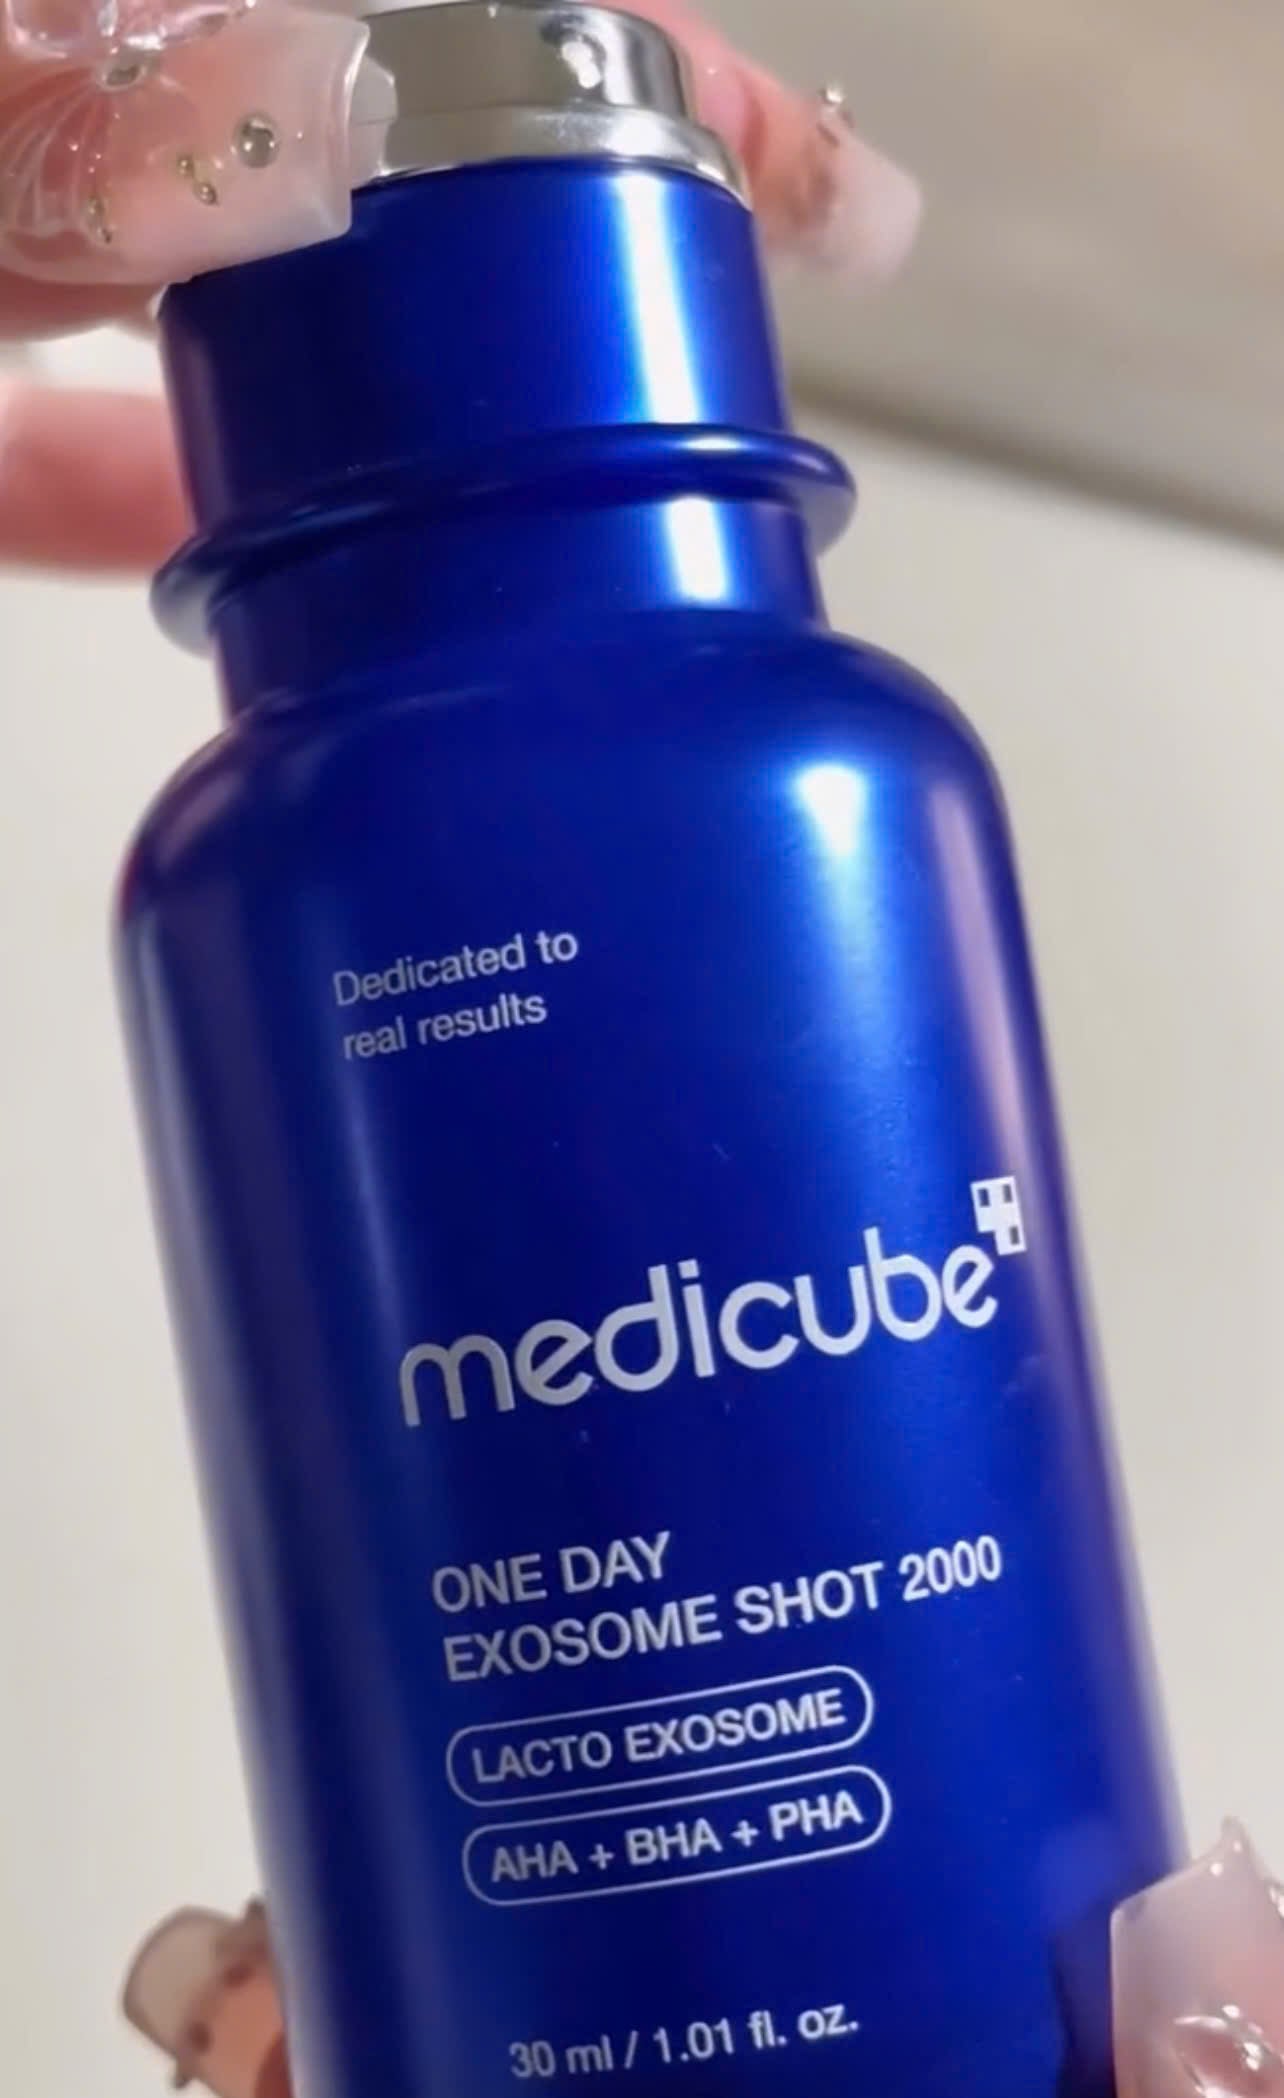 Dedicated to
real results
medicube
ONE DAY
EXOSOME SHOT 2000
LACTO EXOSOME
AHA + BHA + PHA
30 ml / 1.01 fl. oz.